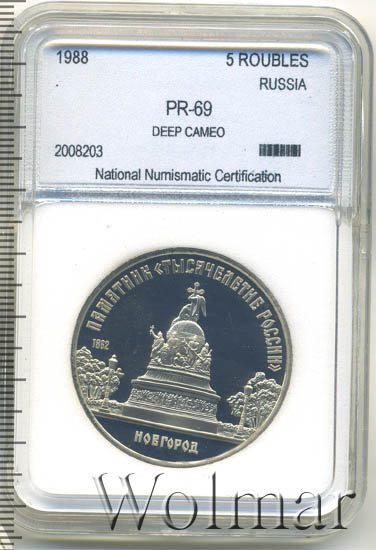 1988 5 ROUBLES
RUSSIA
PR-69
DEEP CAMEO
2008203
National Numismatic Certification
ПАМЯТНИК «ТЫСЯЧЕЛЕТИЕ РОССИИ»
1862
НОВГОРОД
Wolmar